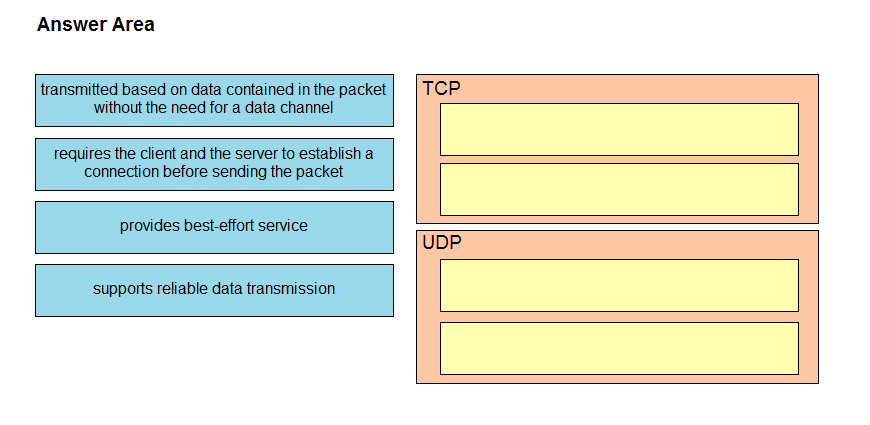 Answer Area
transmitted based on data contained in the packet
without the need for a data channel
requires the client and the server to establish a
connection before sending the packet
provides best-effort service
supports reliable data transmission
TCP
UDP